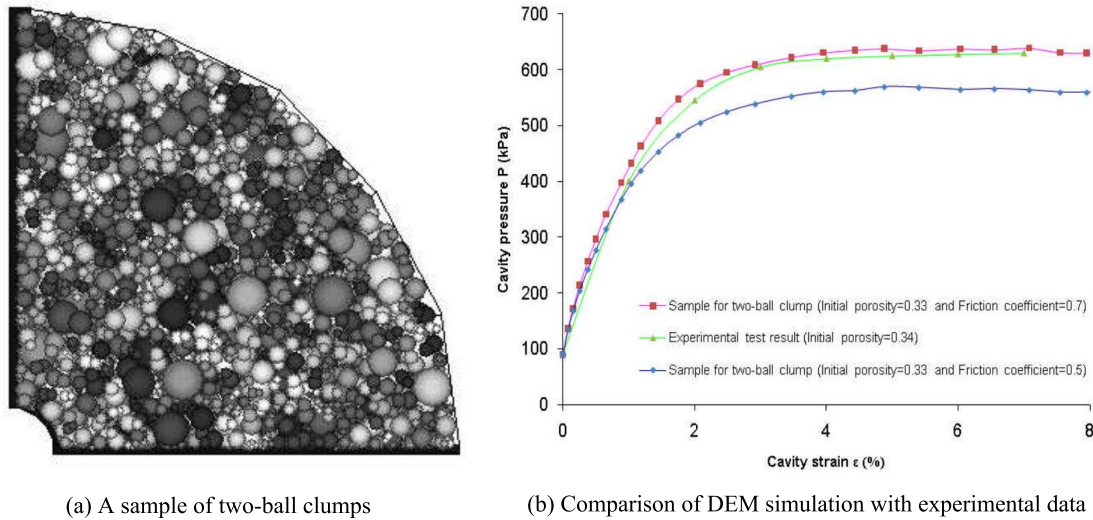 700
600
500
400
300
200
100
0
Cavity pressure P (kPa)
Sample for two-ball clump (Initial porosity=0.33 and Friction coefficient=0.7)
Experimental test result (Initial porosity=0.34)
Sample for two-ball clump (Initial porosity=0.33 and Friction coefficient=0.5)
0 2 4 6 8
Cavity strain ε (%)
(a) A sample of two-ball clumps
(b) Comparison of DEM simulation with experimental data